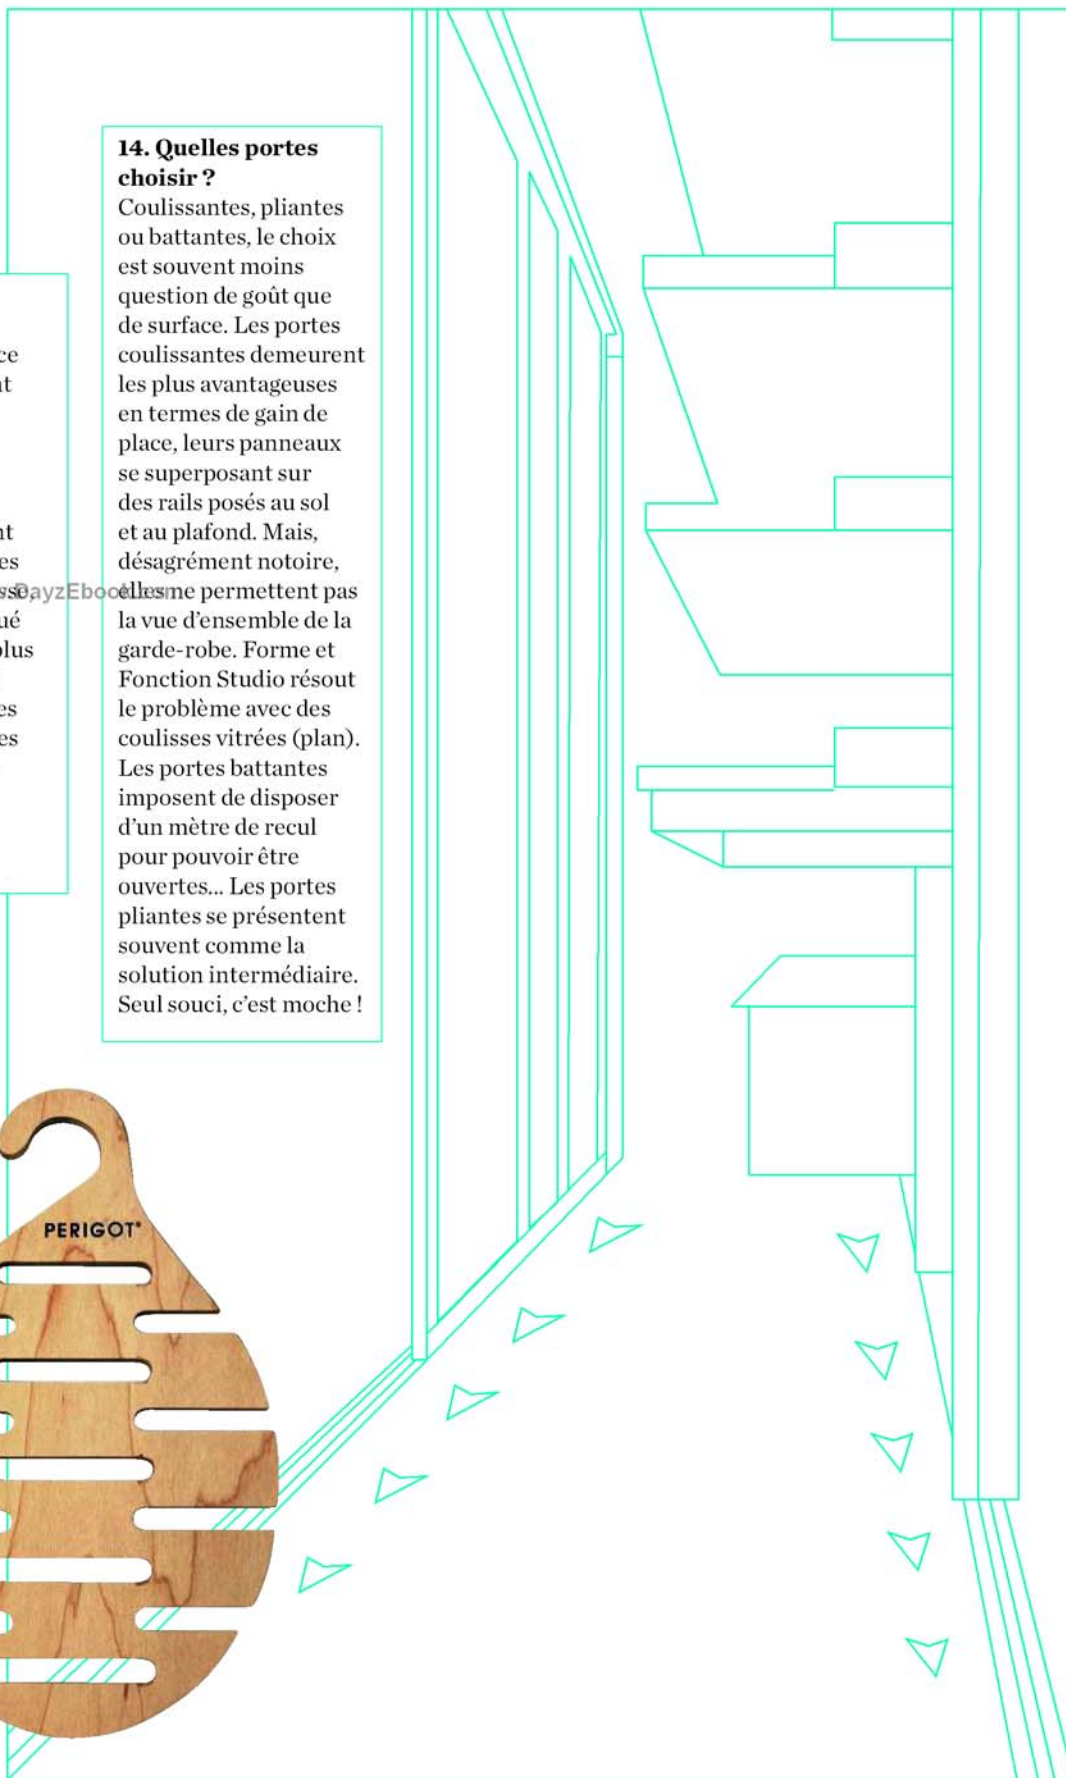 14. Quelles portes
choisir ?
Coulissantes, pliantes
ou battantes, le choix
est souvent moins
question de goût que
de surface. Les portes
coulissantes demeurent
les plus avantageuses
en termes de gain de
place, leurs panneaux
se superposant sur
des rails posés au sol
et au plafond. Mais,
désagrément notoire,
elles ne permettent pas
la vue d’ensemble de la
garde-robe. Forme et
Fonction Studio résout
le problème avec des
coulisses vitrées (plan).
Les portes battantes
imposent de disposer
d’un mètre de recul
pour pouvoir être
ouvertes... Les portes
pliantes se présentent
souvent comme la
solution intermédiaire.
Seul souci, c’est moche !
PERIGOT®